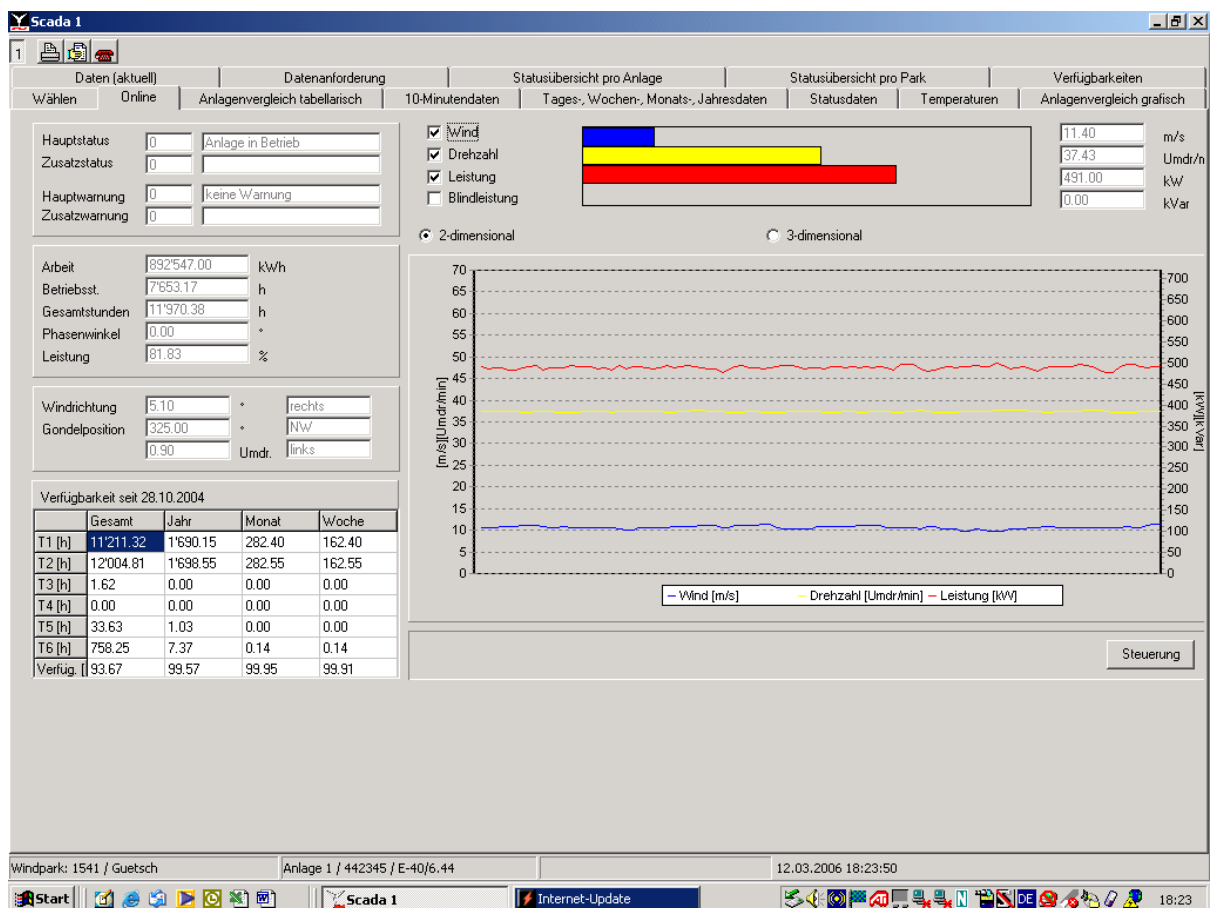 Scada 1
1
Daten (aktuell) Datenanforderung Statusübersicht pro Anlage Statusübersicht pro Park Verfügbarkeiten
Wählen Online Anlagenvergleich tabellarisch 10-Minutendaten Tages-, Wochen-, Monats-, Jahresdaten Statusdaten Temperaturen Anlagenvergleich grafisch
Hauptstatus 0 Anlage in Betrieb
Zusatzstatus 0
Hauptwarnung 0 keine Warnung
Zusatzwarnung 0
Wind 11.40 m/s
Drehzahl 37.43 Umdr/n
Leistung 491.00 kW
Blindleistung 0.00 kVar
2-dimensional 3-dimensional
Arbeit 892'547.00 kWh
Betriebsst. 7'653.17 h
Gesamtstunden 11'970.38 h
Phasenwinkel 0.00 °
Leistung 81.83 %
Windrichtung 5.10 ° rechts
Gondelposition 325.00 ° NW
0.90 Umdr. links
Verfügbarkeit seit 28.10.2004
Gesamt Jahr Monat Woche
T1 [h] 11'211.32 1'690.15 282.40 162.40
T2 [h] 12'004.81 1'698.55 282.55 162.55
T3 [h] 1.62 0.00 0.00 0.00
T4 [h] 0.00 0.00 0.00 0.00
T5 [h] 33.63 1.03 0.00 0.00
T6 [h] 758.25 7.37 0.14 0.14
Verfüg. [ 93.67 99.57 99.95 99.91
[m/s][Umdr/min]
70
65
60
55
50
45
40
35
30
25
20
15
10
5
0
700
650
600
550
500
450
400
350
300
250
200
150
100
50
0
[kW][kVar]
Wind [m/s] Drehzahl [Umdr/min] Leistung [kW]
Steuerung
Windpark: 1541 / Guetsch Anlage 1 / 442345 / E-40/6.44 12.03.2006 18:23:50
Start Scada 1 Internet-Update DE 18:23